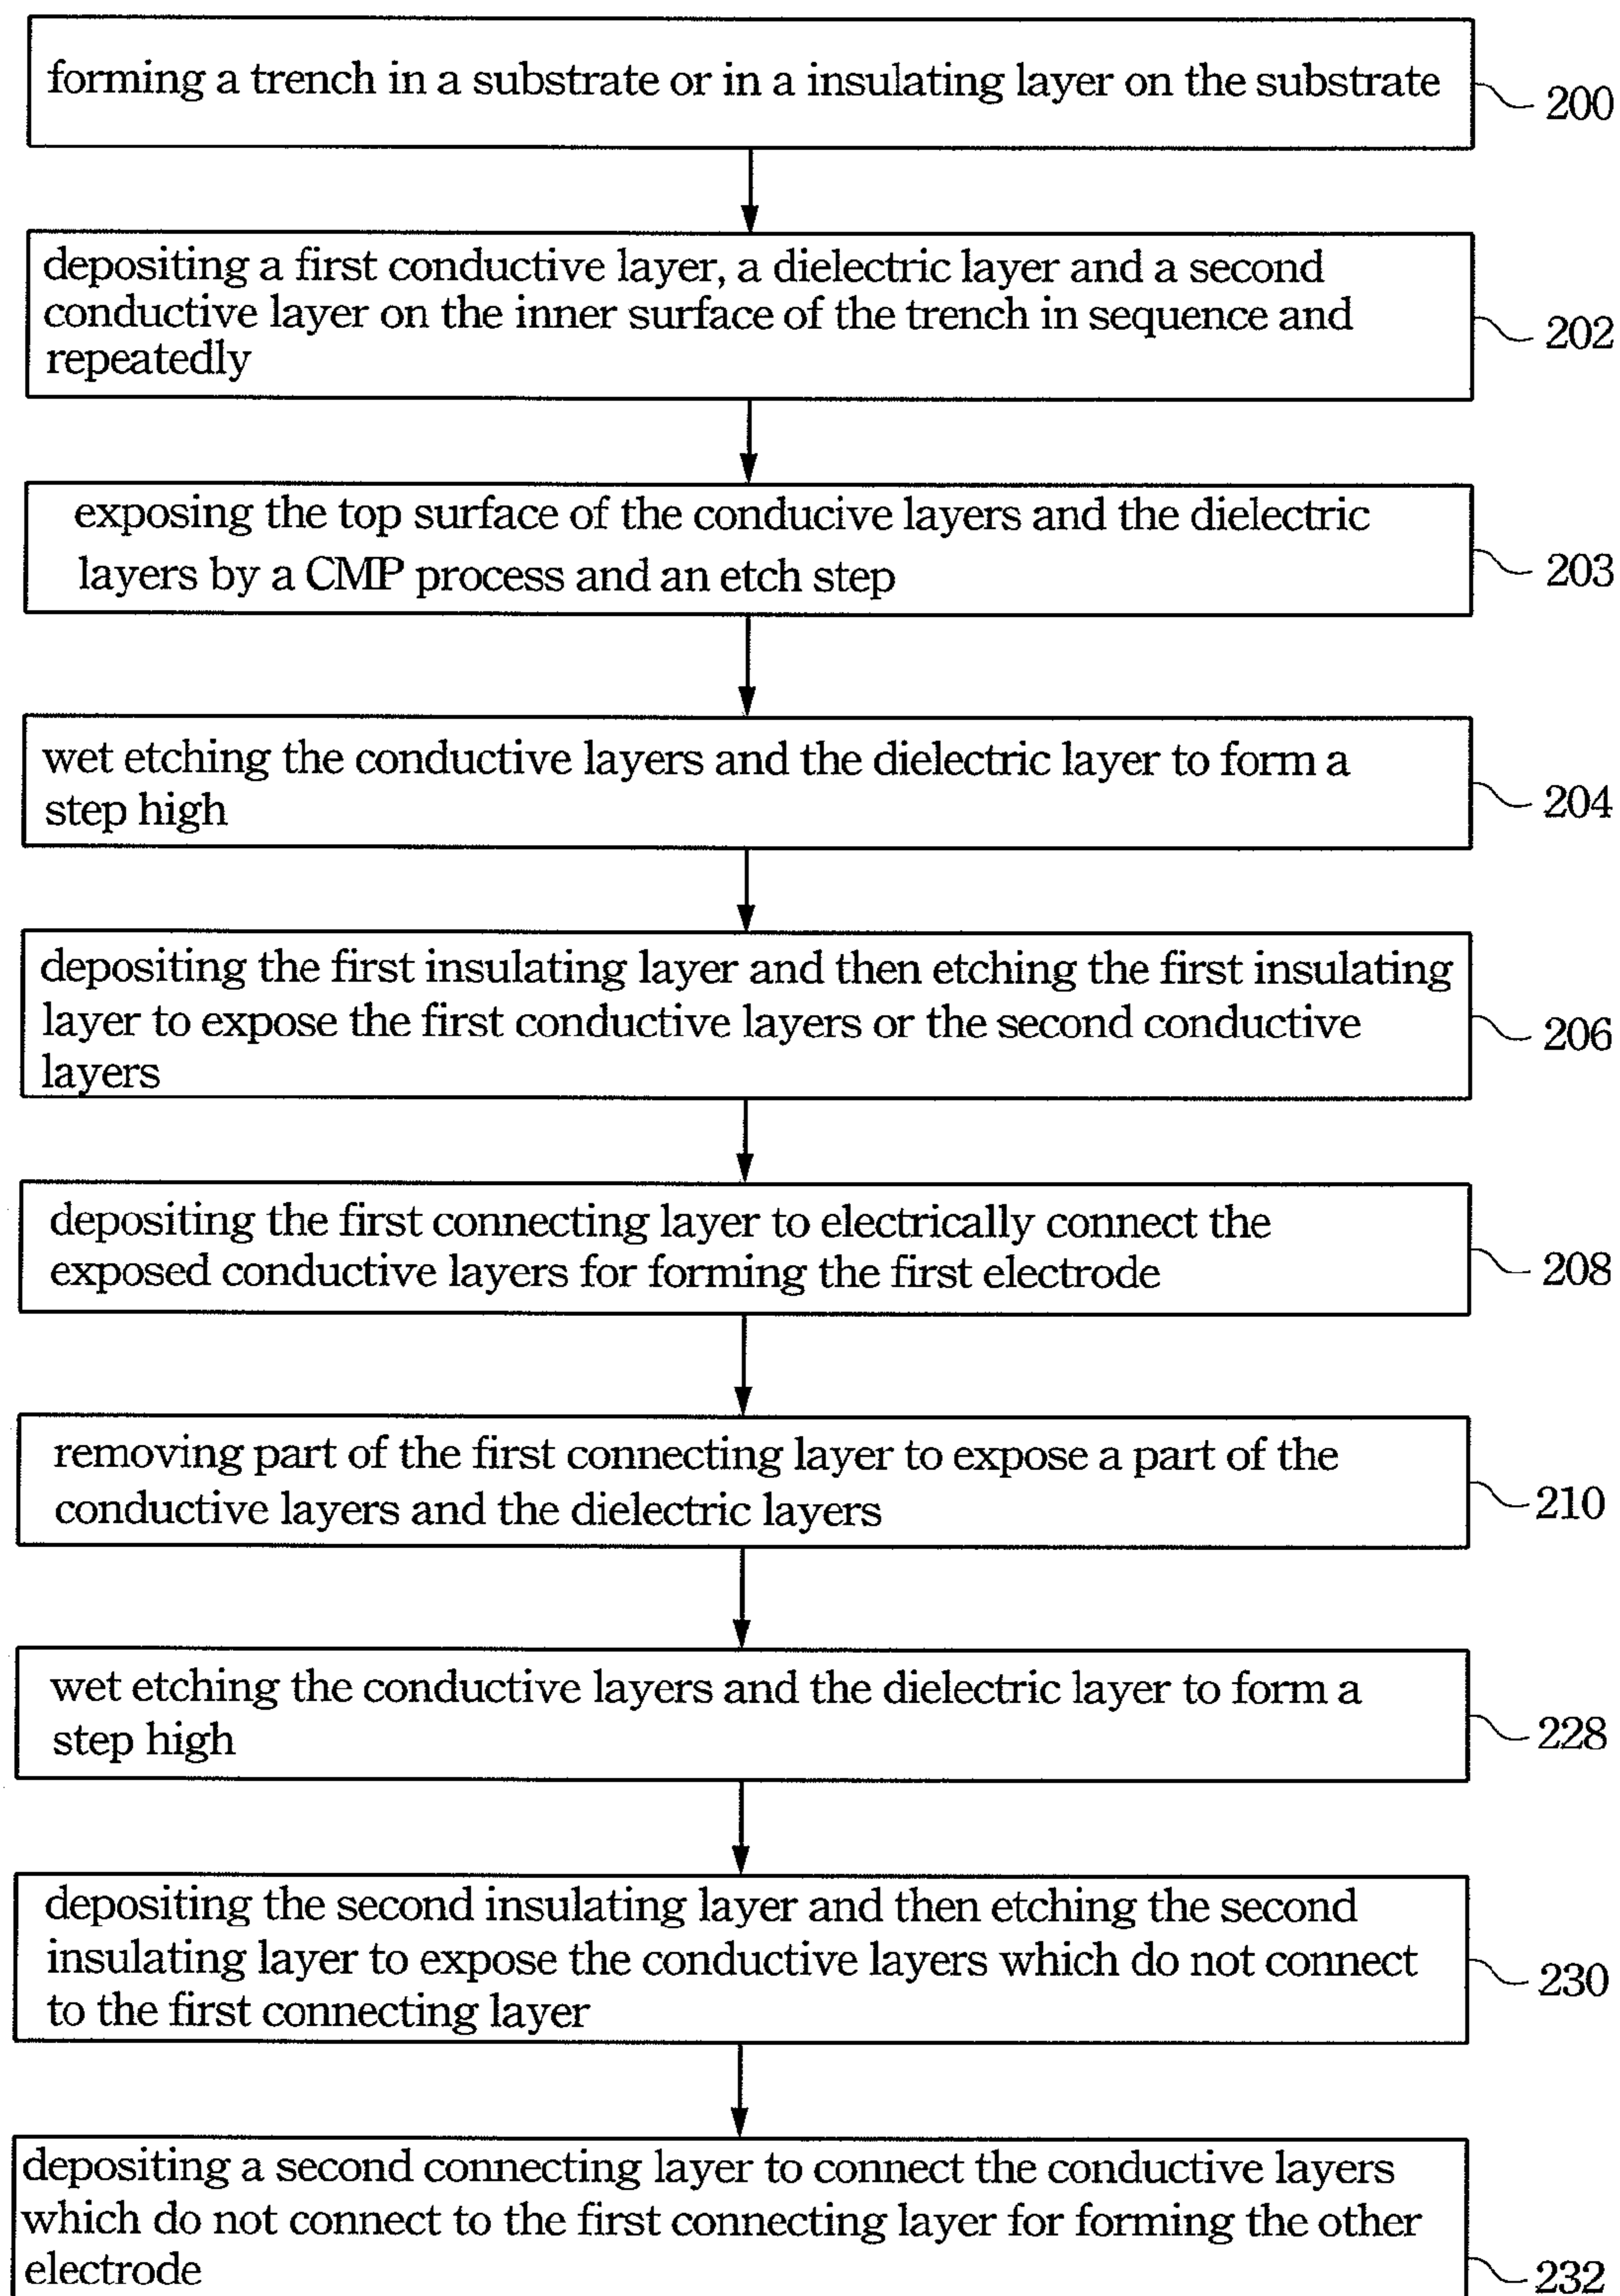 forming a trench in a substrate or in a insulating layer on the substrate
200
depositing a first conductive layer, a dielectric layer and a second
conductive layer on the inner surface of the trench in sequence and
repeatedly
202
exposing the top surface of the conducive layers and the dielectric
layers by a CMP process and an etch step
203
wet etching the conductive layers and the dielectric layer to form a
step high
204
depositing the first insulating layer and then etching the first insulating
layer to expose the first conductive layers or the second conductive
layers
206
depositing the first connecting layer to electrically connect the
exposed conductive layers for forming the first electrode
208
removing part of the first connecting layer to expose a part of the
conductive layers and the dielectric layers
210
wet etching the conductive layers and the dielectric layer to form a
step high
228
depositing the second insulating layer and then etching the second
insulating layer to expose the conductive layers which do not connect
to the first connecting layer
230
depositing a second connecting layer to connect the conductive layers
which do not connect to the first connecting layer for forming the other
electrode
232